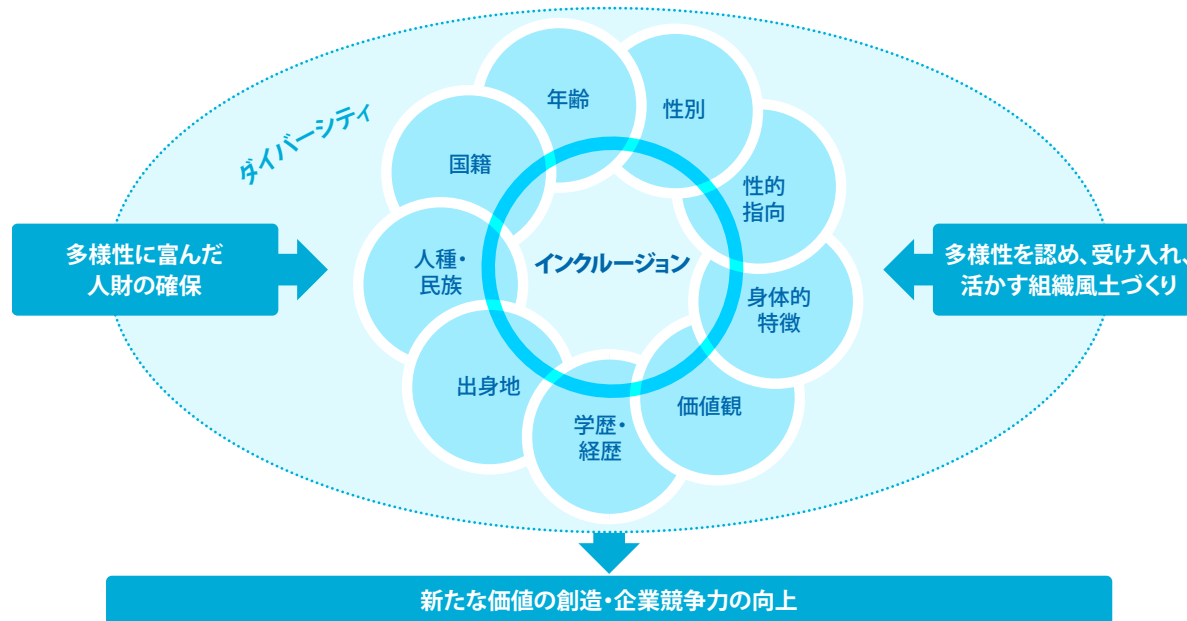 ダイバーシティ
年齢
性別
国籍
性的
指向
多様性に富んだ
人財の確保
人種・
民族
インクルージョン
多様性を認め、受け入れ、
活かす組織風土づくり
身体的
特徴
出身地
価値観
学歴・
経歴
新たな価値の創造・企業競争力の向上